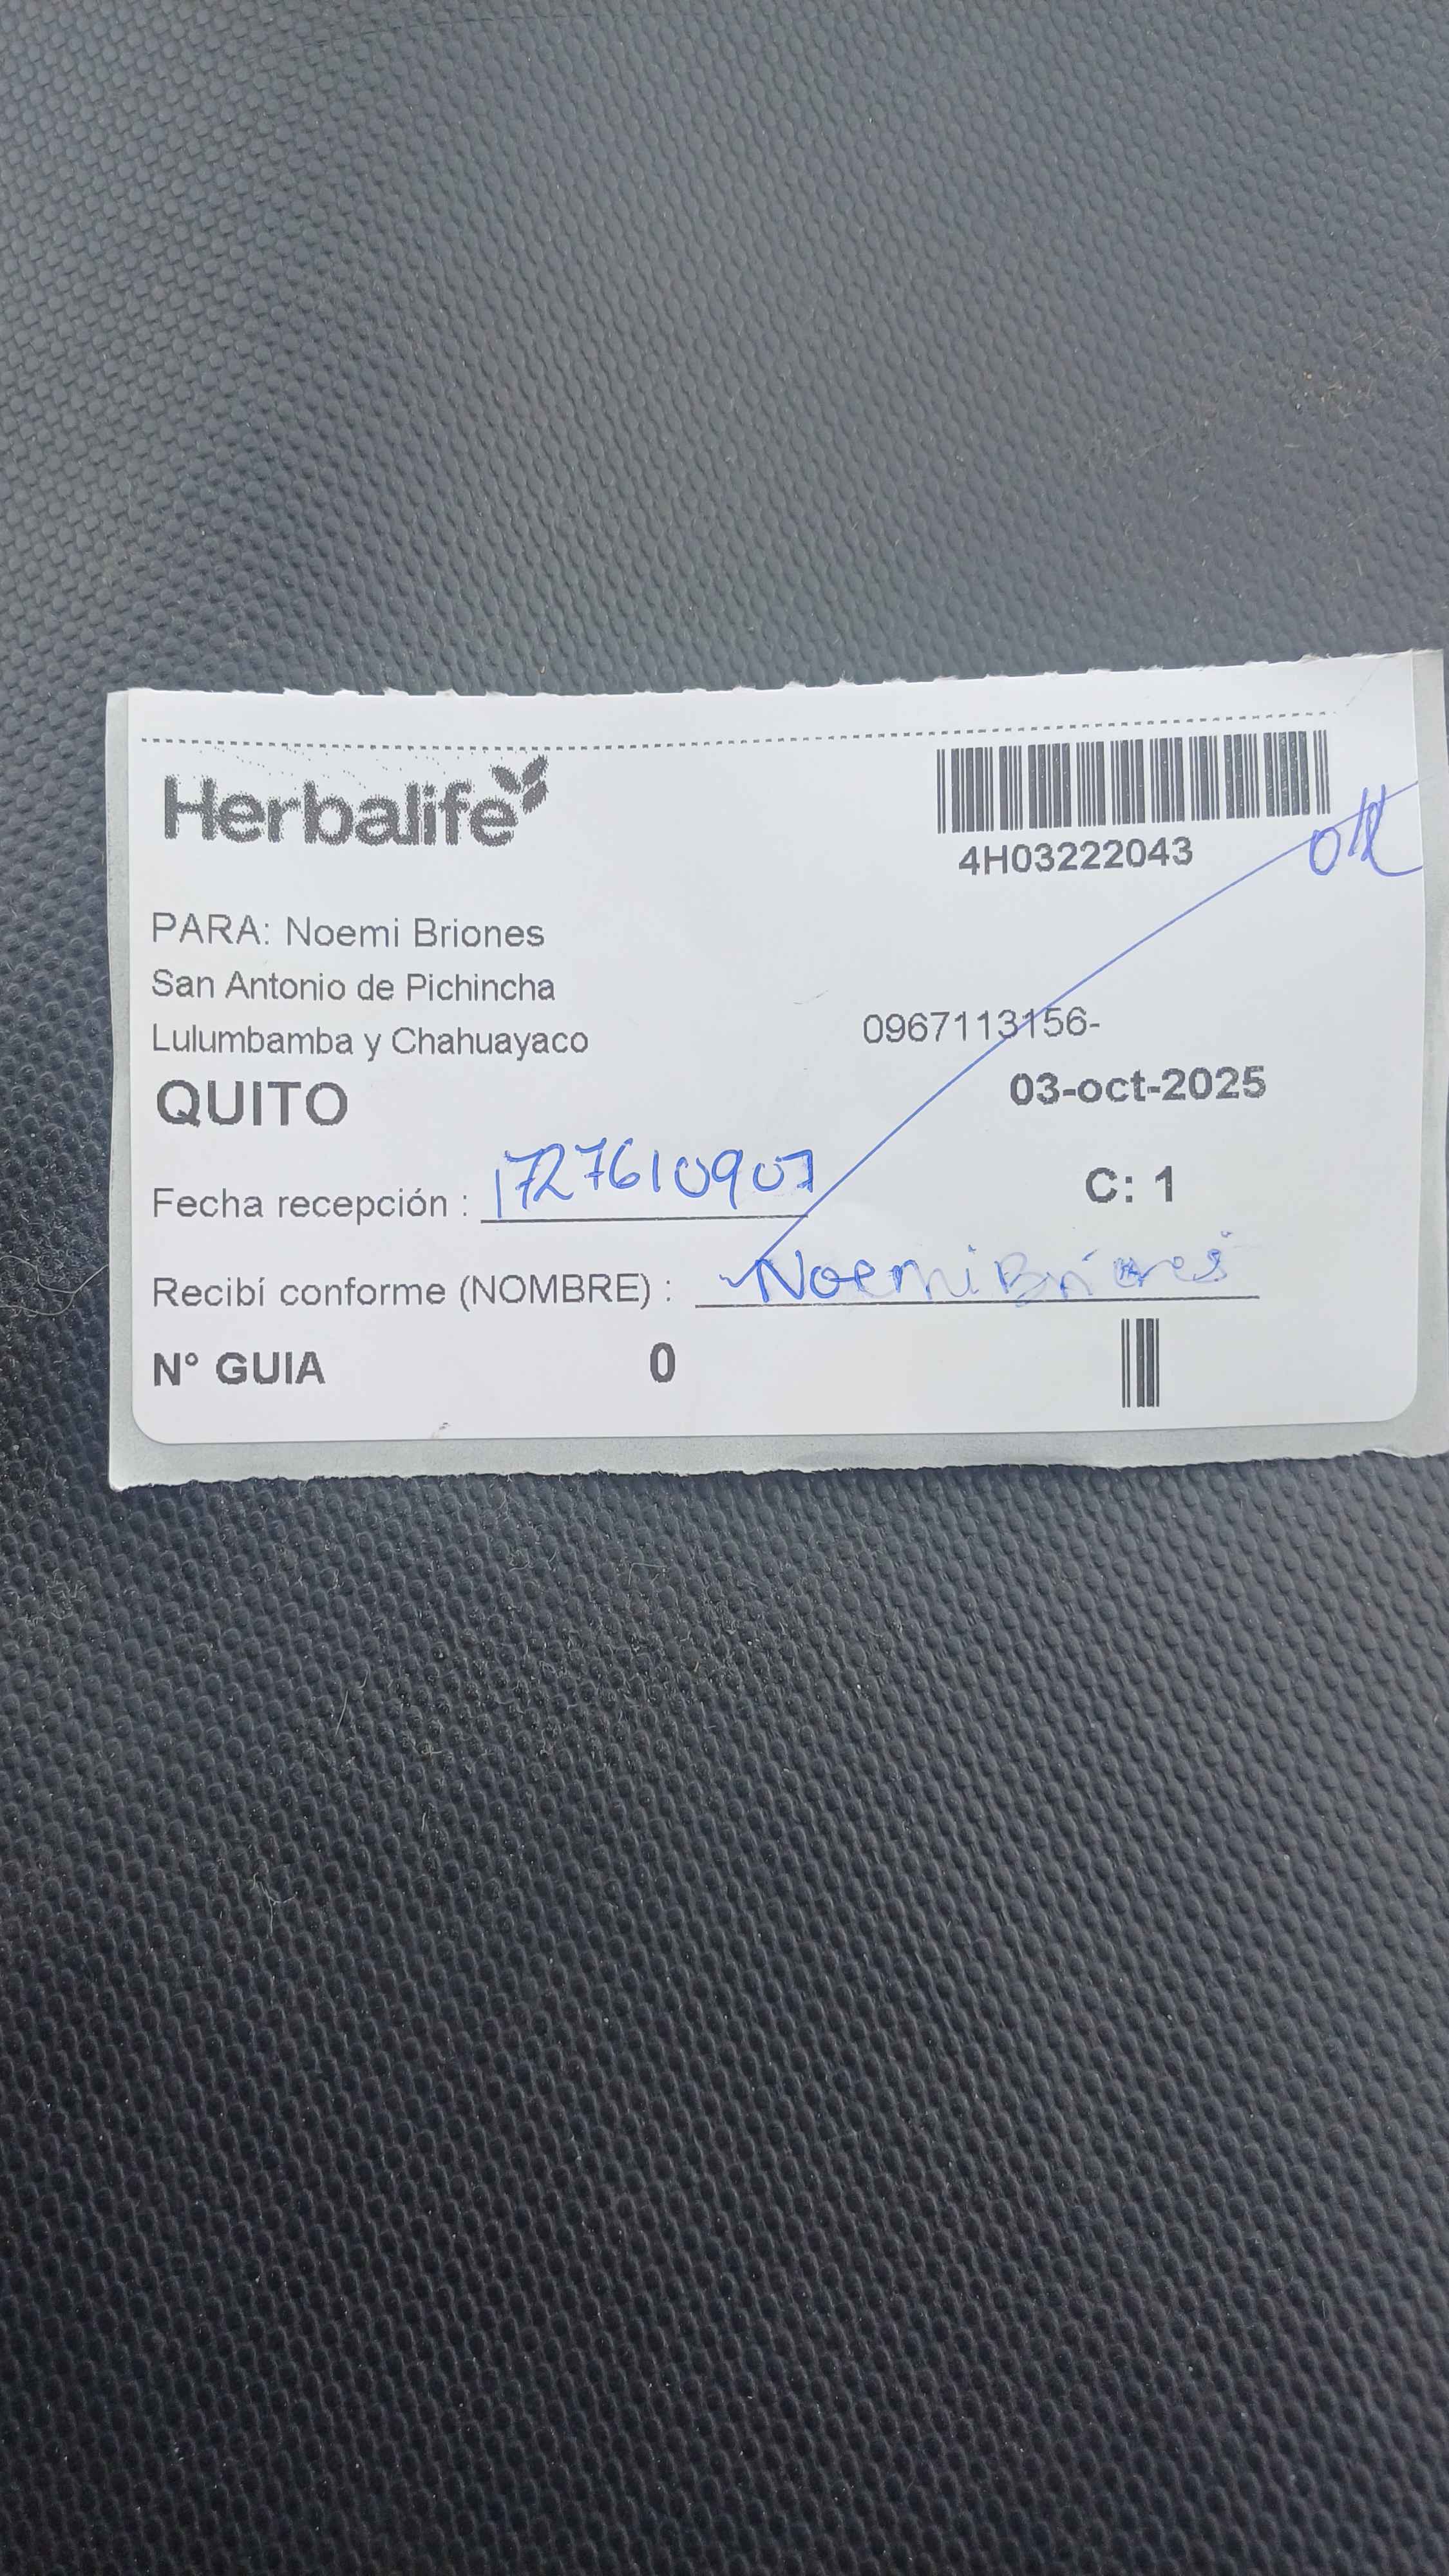 Herbalife
4H03222043
ok
PARA: Noemi Briones
San Antonio de Pichincha
Lulumbamba y Chahuayaco
0967113156-
QUITO
03-oct-2025
Fecha recepción : 1727610907
C: 1
Recibí conforme (NOMBRE) : Noemi Briones
N° GUIA 0